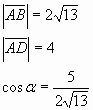 |AB| = 2√13
|AD| = 4
cos α = 5/(2√13)